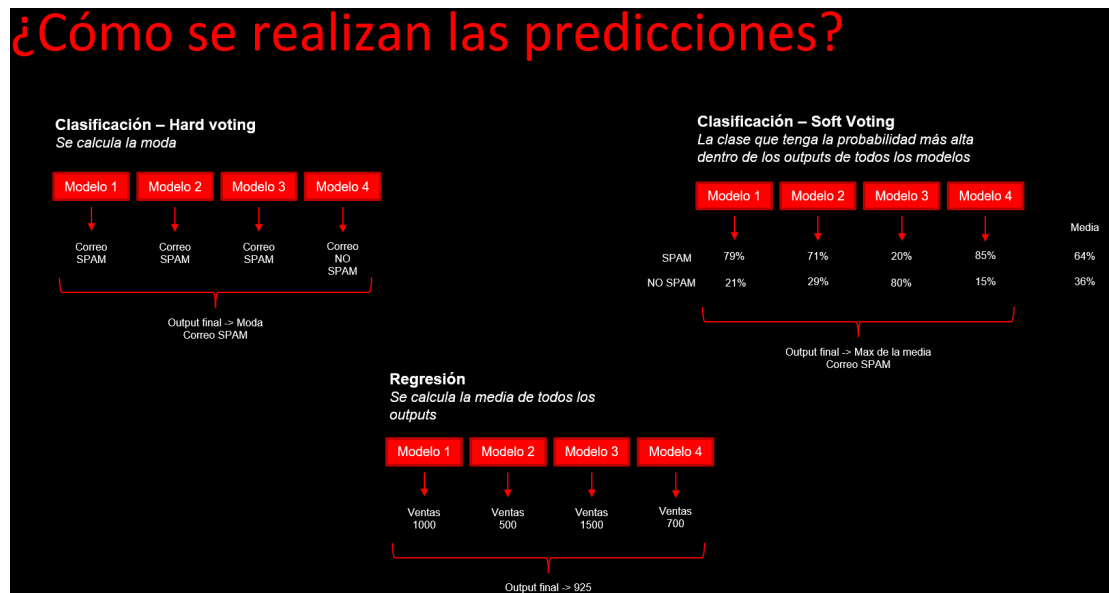 ¿Cómo se realizan las predicciones?
Clasificación – Hard voting
Se calcula la moda
Modelo 1 Modelo 2 Modelo 3 Modelo 4
Correo Correo Correo Correo
SPAM SPAM SPAM NO
SPAM
Output final -> Moda
Correo SPAM
Clasificación – Soft Voting
La clase que tenga la probabilidad más alta
dentro de los outputs de todos los modelos
Modelo 1 Modelo 2 Modelo 3 Modelo 4
Media
SPAM 79% 71% 20% 85% 64%
NO SPAM 21% 29% 80% 15% 36%
Output final -> Max de la media
Correo SPAM
Regresión
Se calcula la media de todos los
outputs
Modelo 1 Modelo 2 Modelo 3 Modelo 4
Ventas Ventas Ventas Ventas
1000 500 1500 700
Output final -> 925